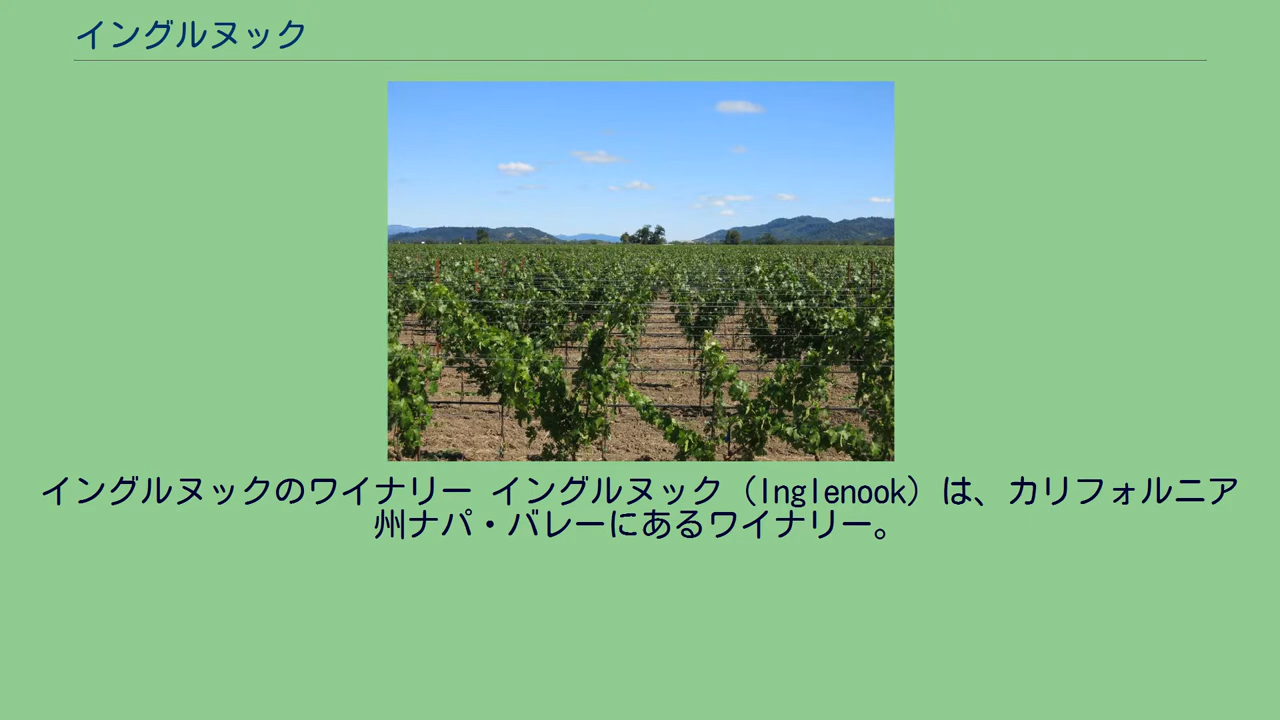 イングルヌック
イングルヌックのワイナリー イングルヌック（Inglenook）は、カリフォルニア
州ナパ・バレーにあるワイナリー。